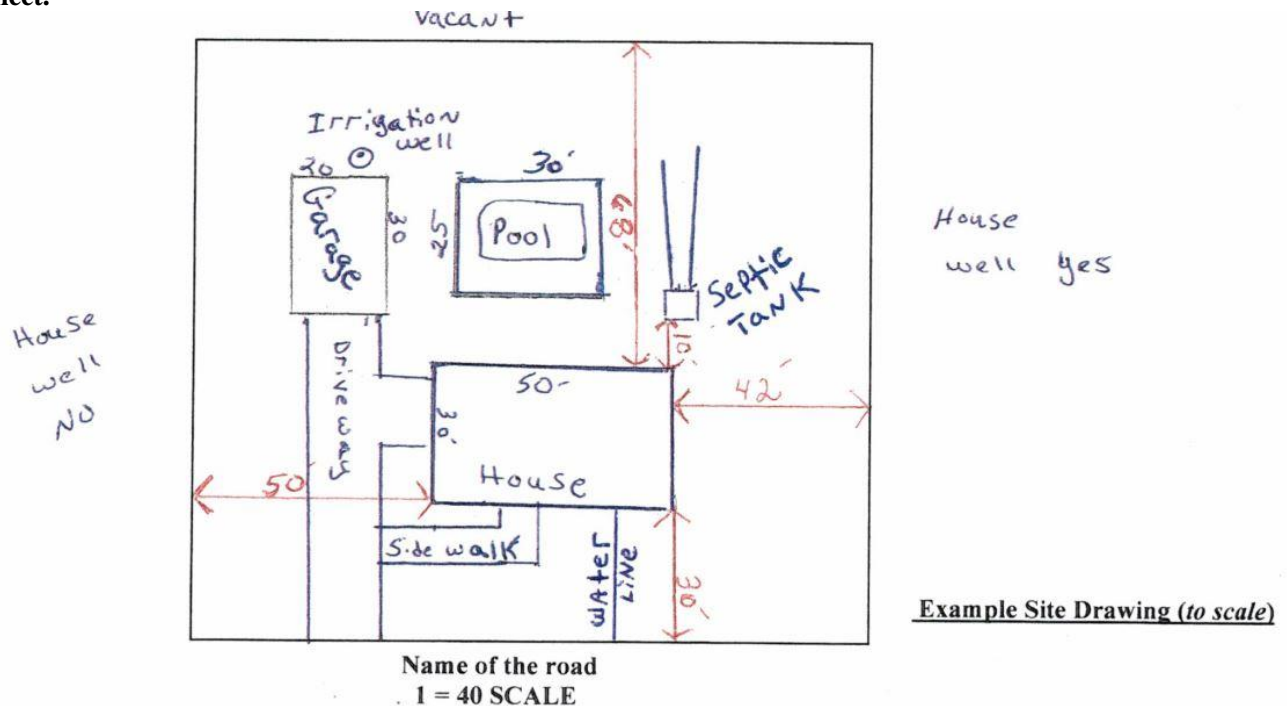 Vacant
Irrigation
well
20
30'
Garage
30
25
Pool
68'
House
well yes
Septic
Tank
House
well
NO
10'
Driveway
50-
42'
30'
50'
House
Side walk
water
Line
30'
Example Site Drawing (to scale)
Name of the road
1 = 40 SCALE